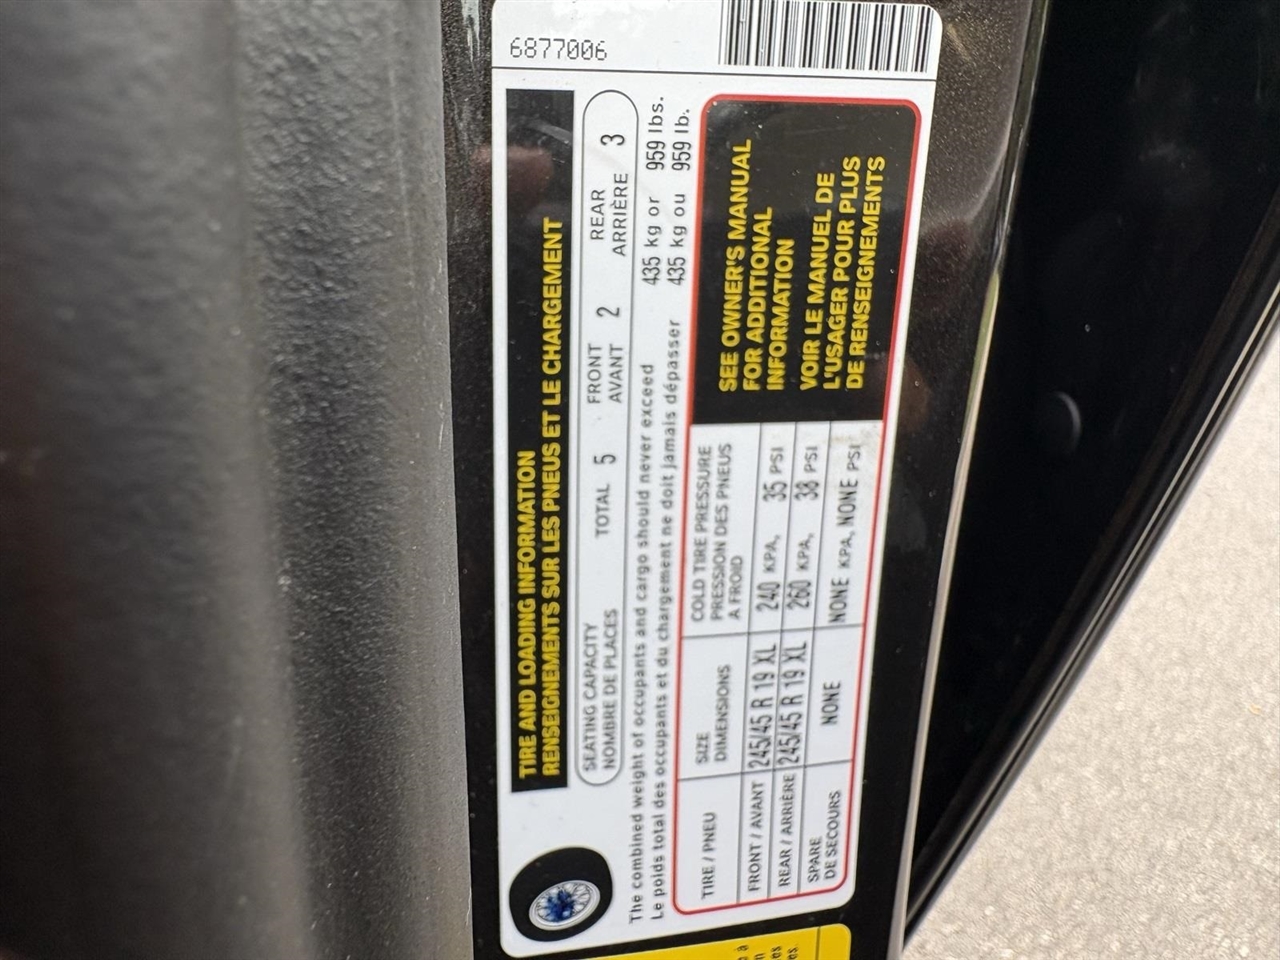 6877006
TIRE AND LOADING INFORMATION
RENSEIGNEMENTS SUR LES PNEUS ET LE CHARGEMENT
SEATING CAPACITY
NOMBRE DE PLACES
TOTAL 5
FRONT
AVANT 2
REAR
ARRIÈRE 3
The combined weight of occupants and cargo should never exceed 435 kg or 959 lbs.
Le poids total des occupants et du chargement ne doit jamais dépasser 435 kg ou 959 lb.
TIRE / PNEU
SIZE
DIMENSIONS
COLD TIRE PRESSURE
PRESSION DES PNEUS
A FROID
FRONT / AVANT 245/45 R 19 XL 240 KPA, 35 PSI
REAR / ARRIÈRE 245/45 R 19 XL 260 KPA, 38 PSI
SPARE
DE SECOURS NONE NONE KPA, NONE PSI
SEE OWNER'S MANUAL
FOR ADDITIONAL
INFORMATION
VOIR LE MANUEL DE
L'USAGER POUR PLUS
DE RENSEIGNEMENTS